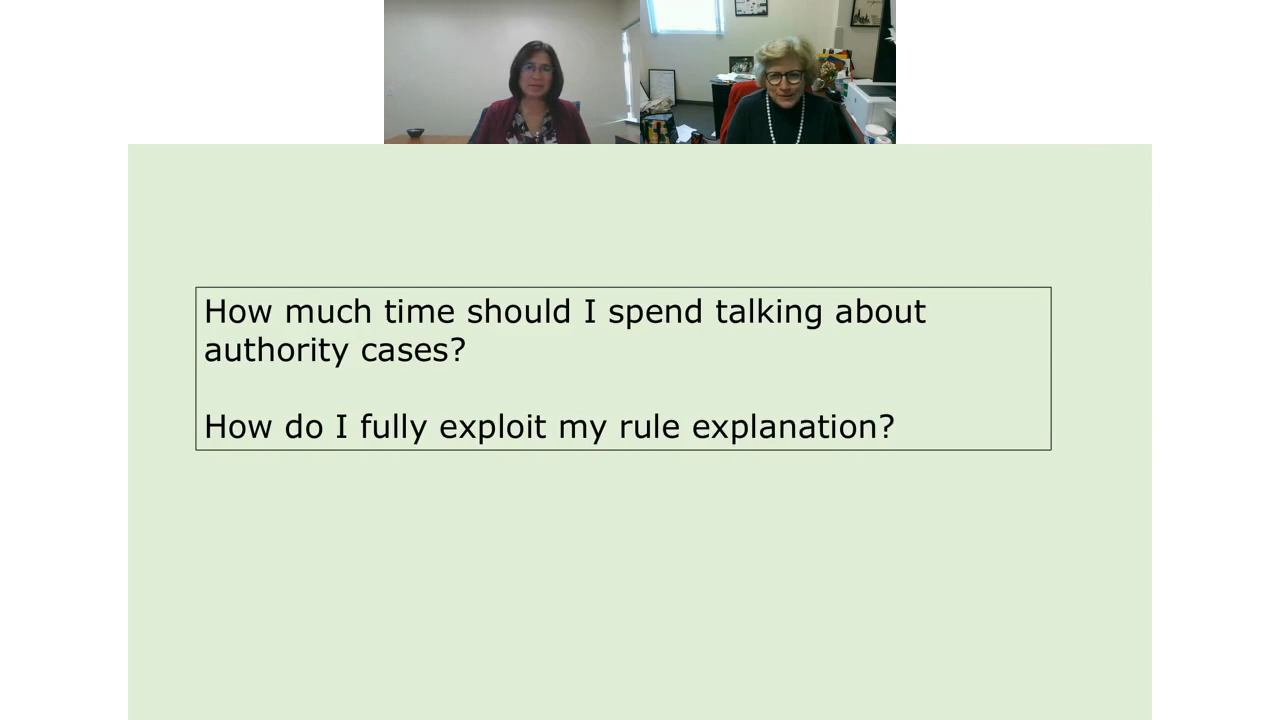 How much time should I spend talking about
authority cases?
How do I fully exploit my rule explanation?